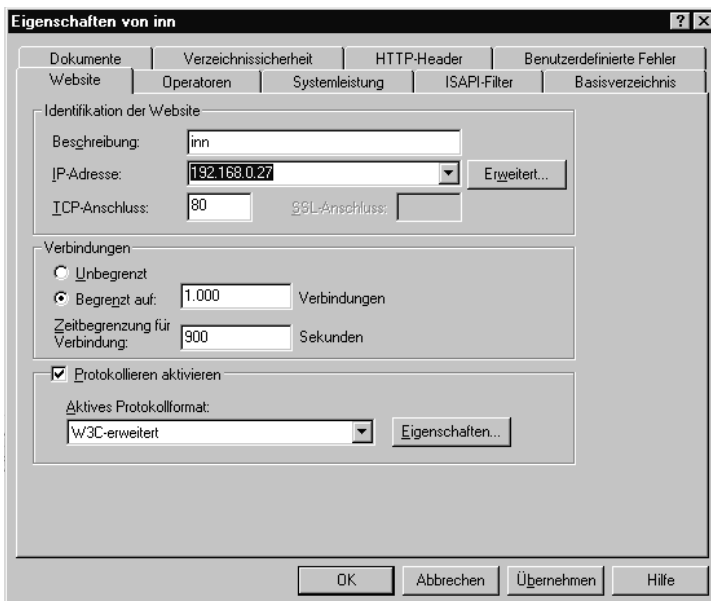 Eigenschaften von inn
Dokumente Verzeichnissicherheit HTTP-Header Benutzerdefinierte Fehler
Website Operatoren Systemleistung ISAPI-Filter Basisverzeichnis
Identifikation der Website
Beschreibung: inn
IP-Adresse: 192.168.0.27 Erweitert...
TCP-Anschluss: 80 SSL-Anschluss:
Verbindungen
Unbegrenzt
Begrenzt auf: 1.000 Verbindungen
Zeitbegrenzung für
Verbindung: 900 Sekunden
Protokollieren aktivieren
Aktives Protokollformat:
W3C-erweitert Eigenschaften...
OK Abbrechen Übernehmen Hilfe